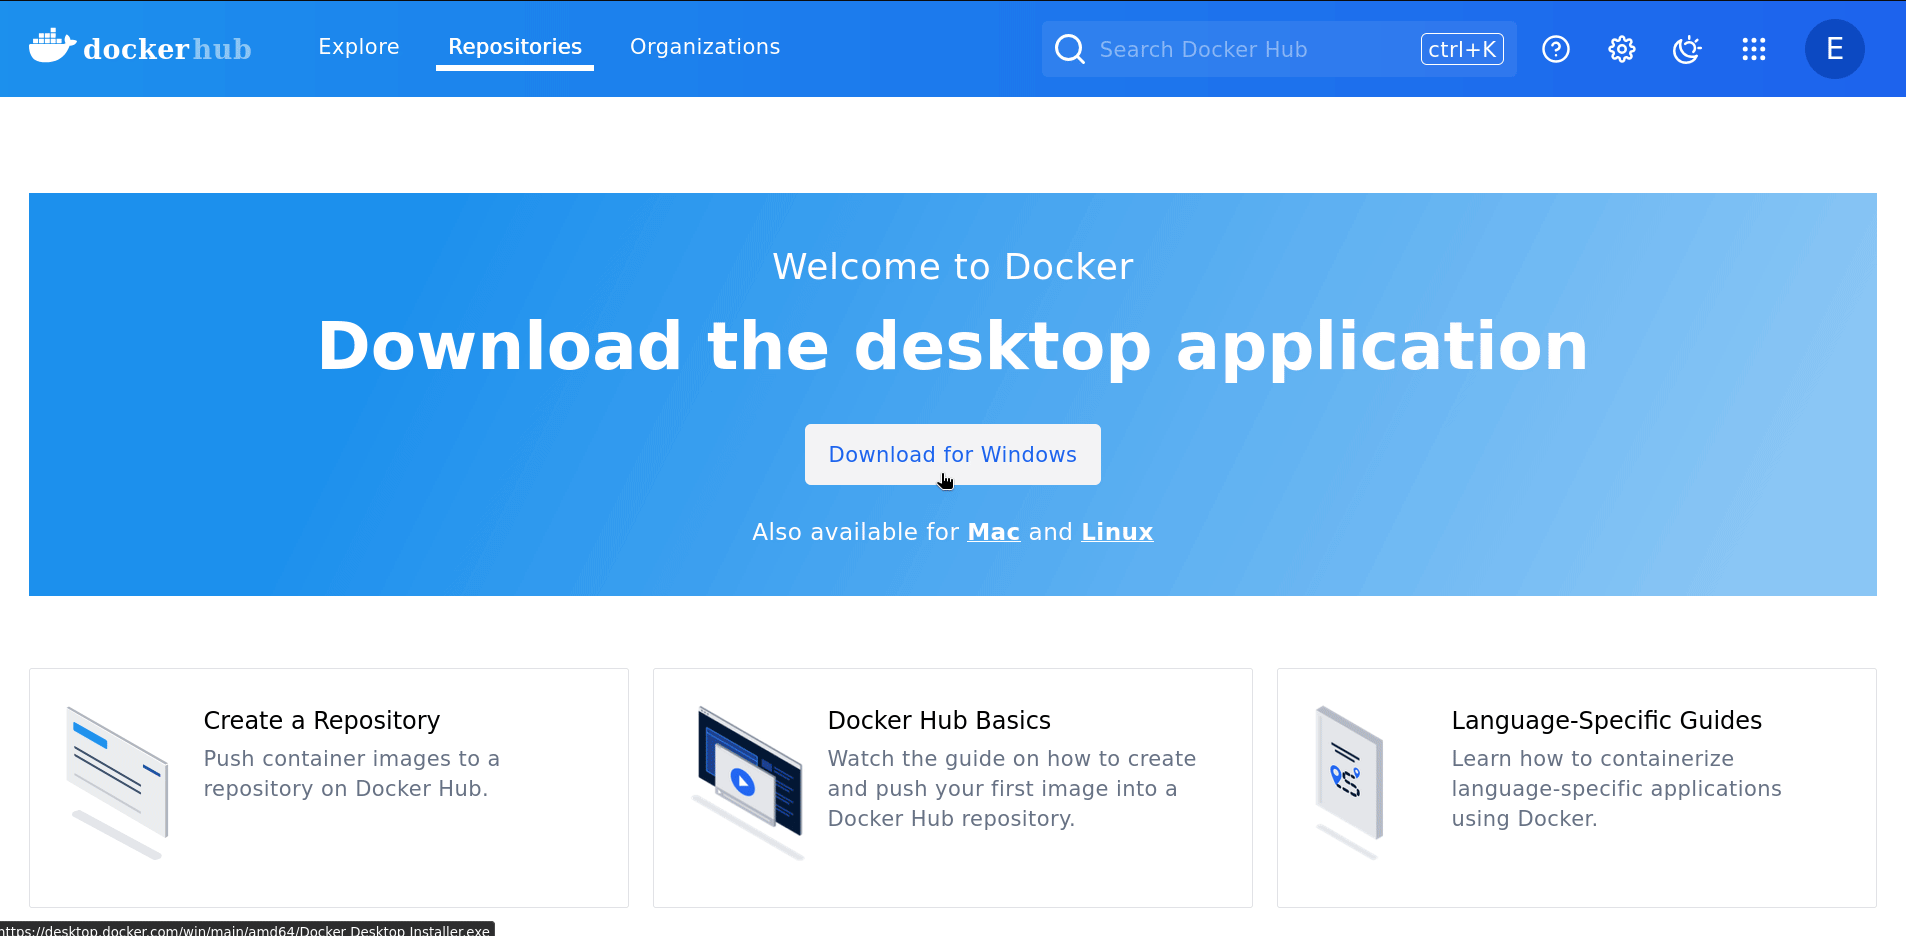 dockerhub
Explore
Repositories
Organizations
Search Docker Hub
ctrl+K
E
Welcome to Docker
Download the desktop application
Download for Windows
Also available for Mac and Linux
Create a Repository
Push container images to a
repository on Docker Hub.
Docker Hub Basics
Watch the guide on how to create
and push your first image into a
Docker Hub repository.
Language-Specific Guides
Learn how to containerize
language-specific applications
using Docker.
https://desktop.docker.com/win/main/amd64/Docker Desktop Installer.exe